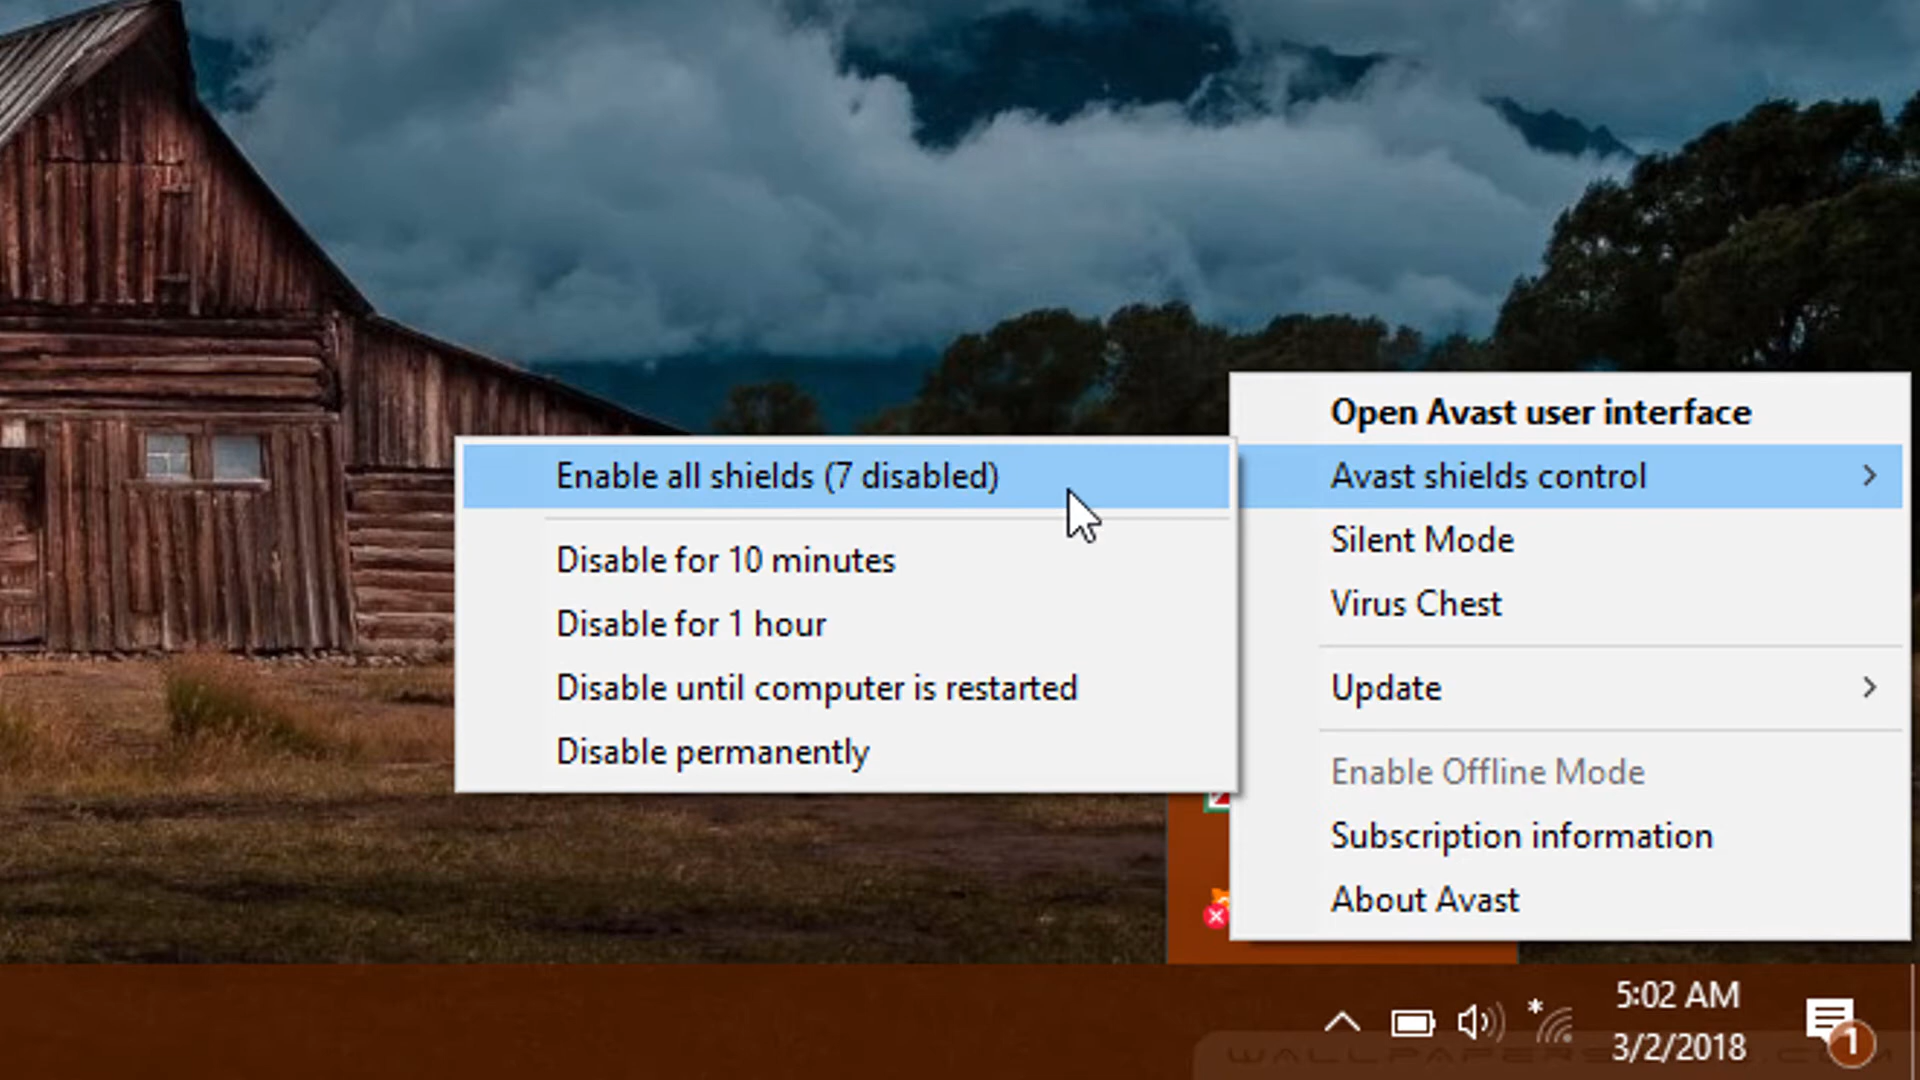 Open Avast user interface
Avast shields control
Silent Mode
Virus Chest
Update
Enable Offline Mode
Subscription information
About Avast
Enable all shields (7 disabled)
Disable for 10 minutes
Disable for 1 hour
Disable until computer is restarted
Disable permanently
5:02 AM
3/2/2018
1